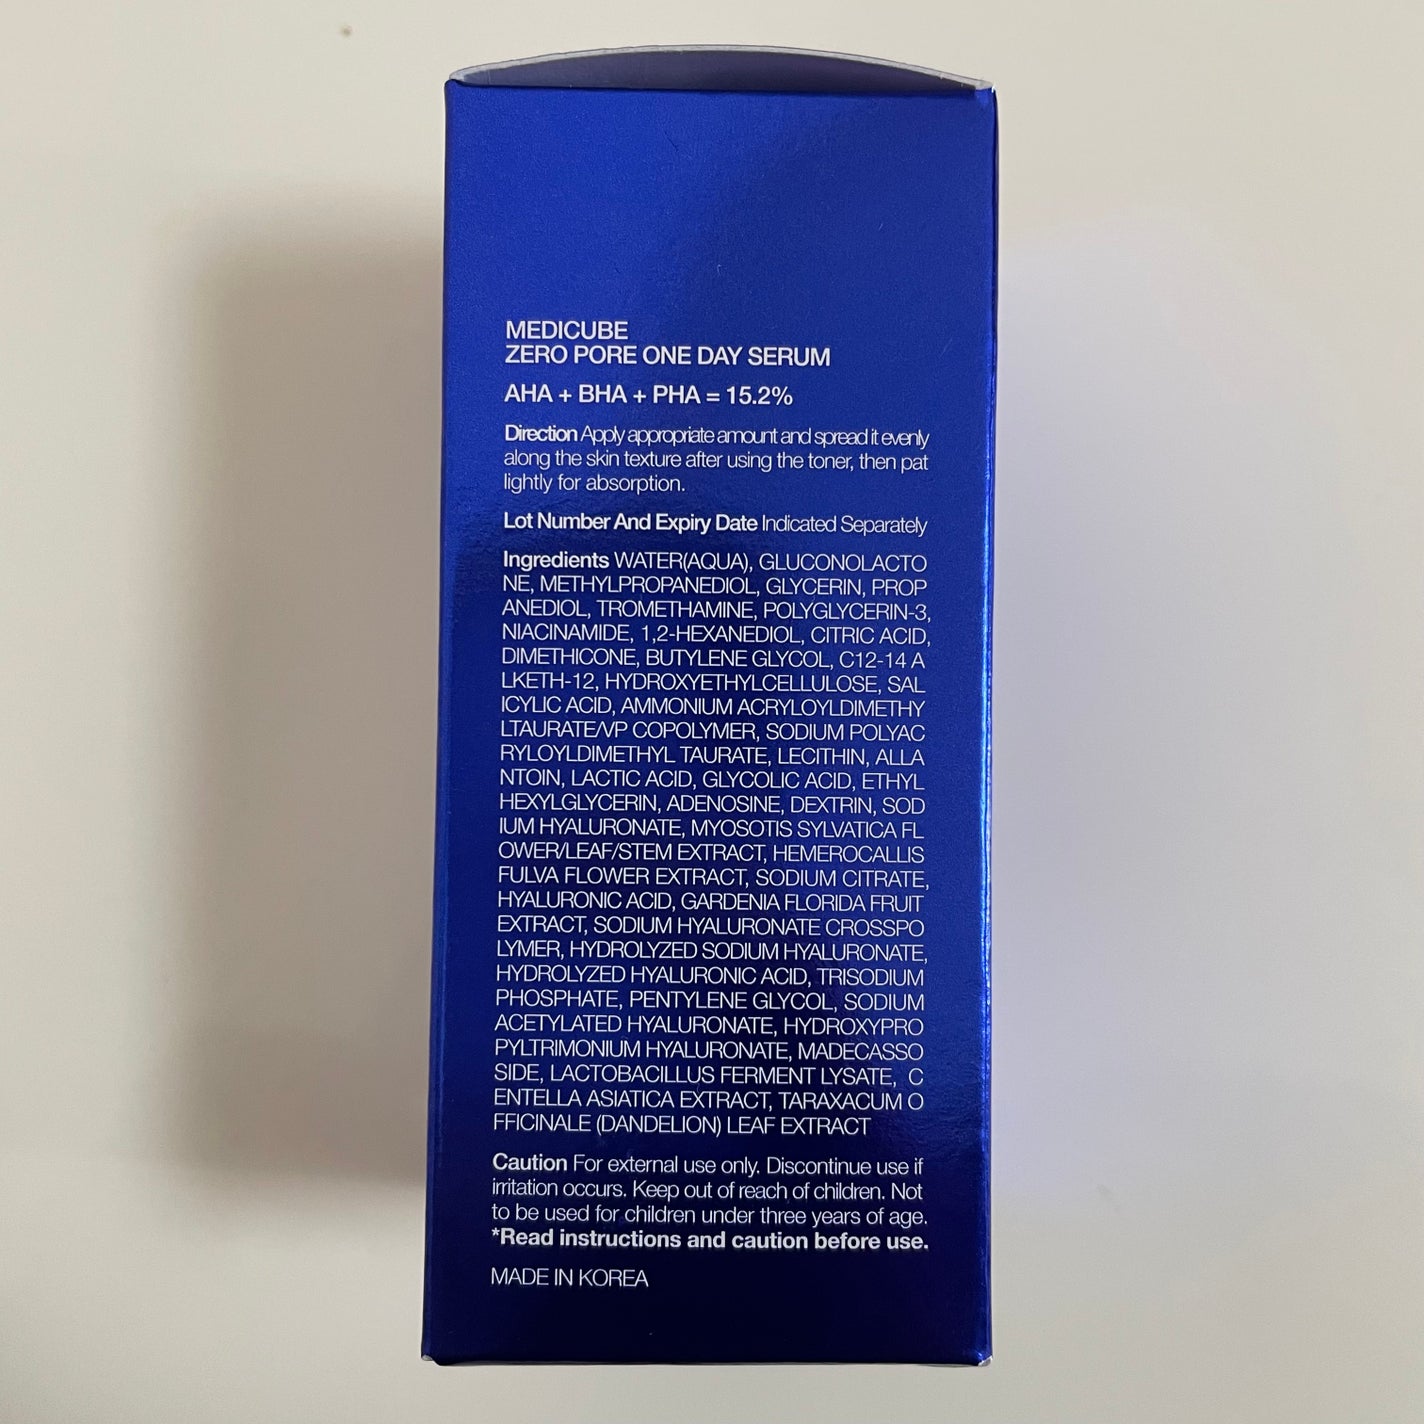 MEDICUBE
ZERO PORE ONE DAY SERUM
AHA + BHA + PHA = 15.2%
Direction Apply appropriate amount and spread it evenly
along the skin texture after using the toner, then pat
lightly for absorption.
Lot Number And Expiry Date Indicated Separately
Ingredients WATER(AQUA), GLUCONOLACTO
NE, METHYLPROPANEDIOL, GLYCERIN, PROP
ANEDIOL, TROMETHAMINE, POLYGLYCERIN-3,
NIACINAMIDE, 1,2-HEXANEDIOL, CITRIC ACID,
DIMETHICONE, BUTYLENE GLYCOL, C12-14 A
LKETH-12, HYDROXYETHYLCELLULOSE, SAL
ICYLIC ACID, AMMONIUM ACRYLOYLDIMETHY
LTAURATE/VP COPOLYMER, SODIUM POLYAC
RYLOYLDIMETHYL TAURATE, LECITHIN, ALLA
NTOIN, LACTIC ACID, GLYCOLIC ACID, ETHYL
HEXYLGLYCERIN, ADENOSINE, DEXTRIN, SOD
IUM HYALURONATE, MYOSOTIS SYLVATICA FL
OWER/LEAF/STEM EXTRACT, HEMEROCALLIS
FULVA FLOWER EXTRACT, SODIUM CITRATE,
HYALURONIC ACID, GARDENIA FLORIDA FRUIT
EXTRACT, SODIUM HYALURONATE CROSSPO
LYMER, HYDROLYZED SODIUM HYALURONATE,
HYDROLYZED HYALURONIC ACID, TRISODIUM
PHOSPHATE, PENTYLENE GLYCOL, SODIUM
ACETYLATED HYALURONATE, HYDROXYPRO
PYLTRIMONIUM HYALURONATE, MADECASSO
SIDE, LACTOBACILLUS FERMENT LYSATE, C
ENTELLA ASIATICA EXTRACT, TARAXACUM O
FFICINALE (DANDELION) LEAF EXTRACT
Caution For external use only. Discontinue use if
irritation occurs. Keep out of reach of children. Not
to be used for children under three years of age.
*Read instructions and caution before use.
MADE IN KOREA